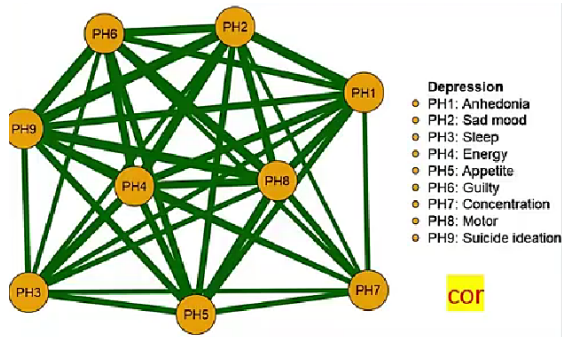 PH6
PH2
PH1
PH9
PH4
PH8
PH3
PH5
PH7
Depression
PH1: Anhedonia
PH2: Sad mood
PH3: Sleep
PH4: Energy
PH5: Appetite
PH6: Guilty
PH7: Concentration
PH8: Motor
PH9: Suicide ideation
cor